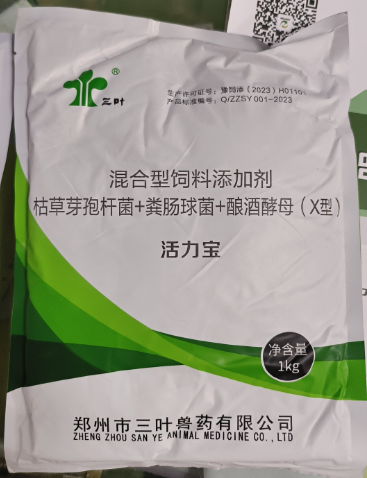 三叶®
生产许可证号：豫饲添（2023）H01101
产品标准编号：Q/ZZSY 001-2023
混合型饲料添加剂
枯草芽孢杆菌+粪肠球菌+酿酒酵母（X型）
活力宝
净含量
1kg
郑州市三叶兽药有限公司
ZHENG ZHOU SAN YE ANIMAL MEDICINE CO.,LTD